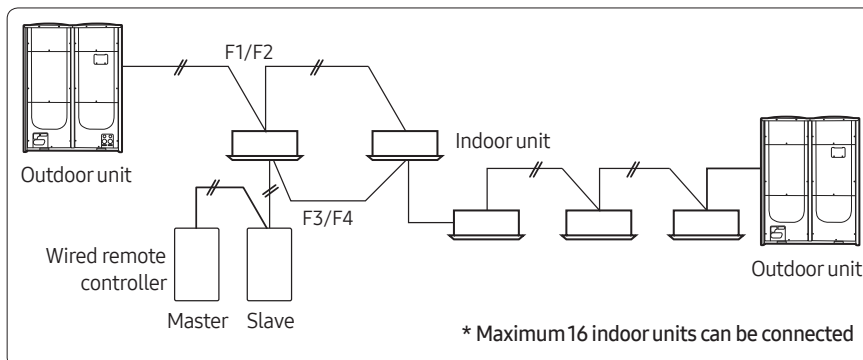 F1/F2
Indoor unit
Outdoor unit
F3/F4
Wired remote
controller
Master
Slave
Outdoor unit
* Maximum 16 indoor units can be connected